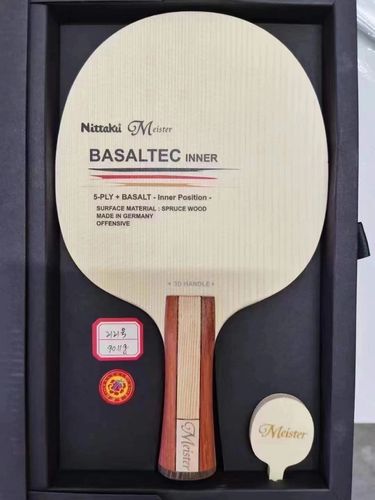 Nittaku Meister
BASALTEC INNER
5-PLY + BASALT - Inner Position -
SURFACE MATERIAL : SPRUCE WOOD
MADE IN GERMANY
OFFENSIVE
3D HANDLE
Meister
Meister